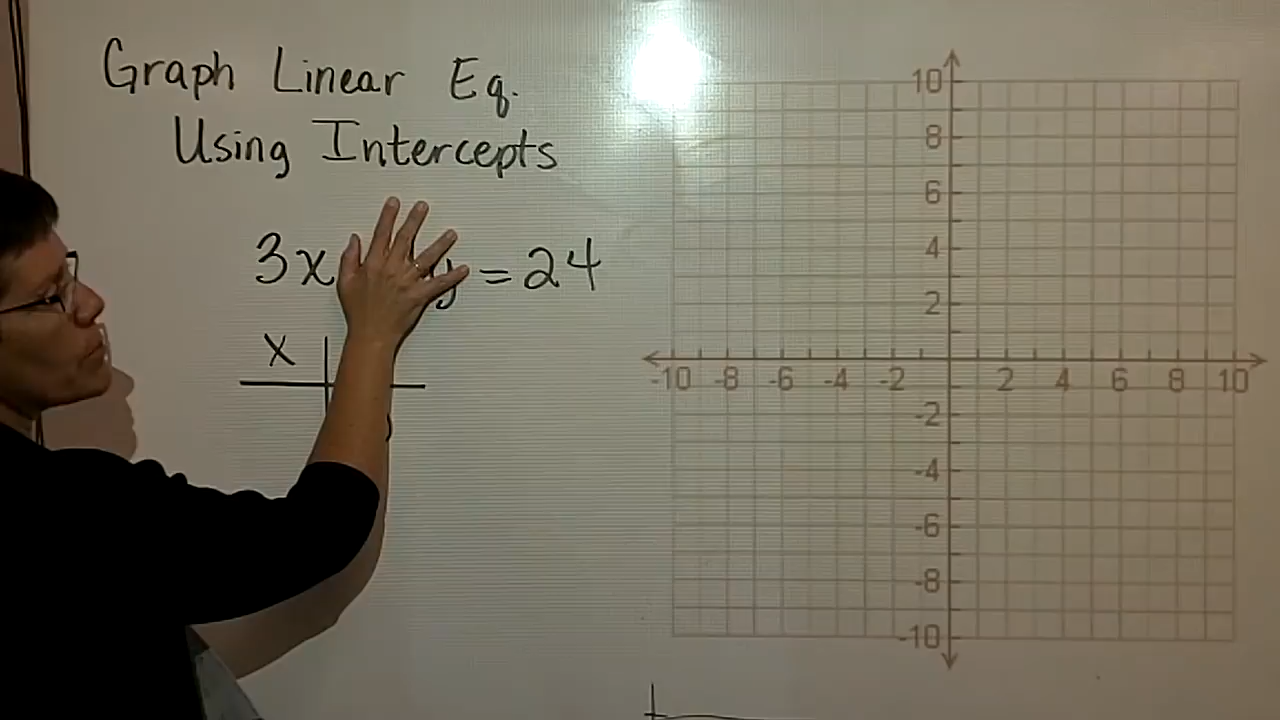 Graph Linear Eq.
Using Intercepts
3x y = 24
x
10
8
6
4
2
-10 -8 -6 -4 -2 2 4 6 8 10
-2
-4
-6
-8
-10